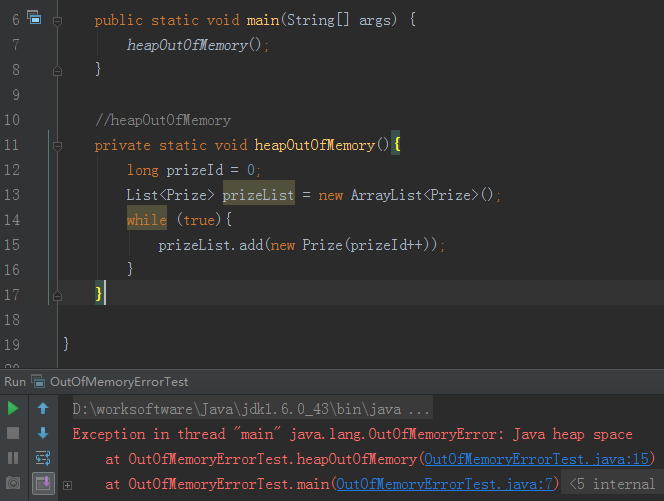 6 public static void main(String[] args) {
7 heapOutOfMemory();
8 }
9
10 //heapOutOfMemory
11 private static void heapOutOfMemory(){
12 long prizeId = 0;
13 List<Prize> prizeList = new ArrayList<Prize>();
14 while (true){
15 prizeList.add(new Prize(prizeId++));
16 }
17 }
18
19 }
Run OutOfMemoryErrorTest
D:\worksoftware\Java\jdk1.6.0_43\bin\java ...
Exception in thread "main" java.lang.OutOfMemoryError: Java heap space
at OutOfMemoryErrorTest.heapOutOfMemory(OutOfMemoryErrorTest.java:15)
at OutOfMemoryErrorTest.main(OutOfMemoryErrorTest.java:7) <5 internal